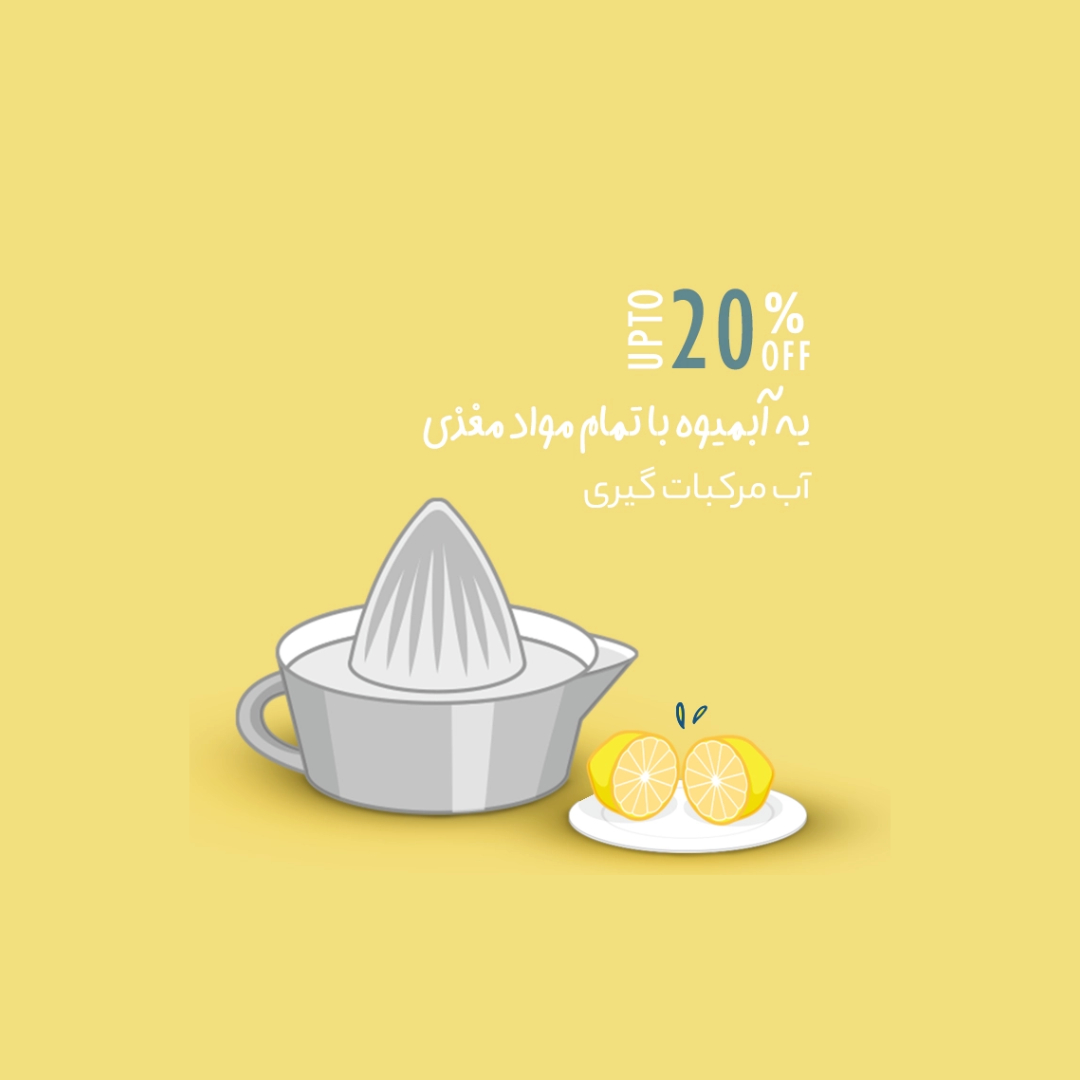 UPTO 20% OFF
یه آبمیوه با تمام مواد مغذی
آب مرکبات گیری